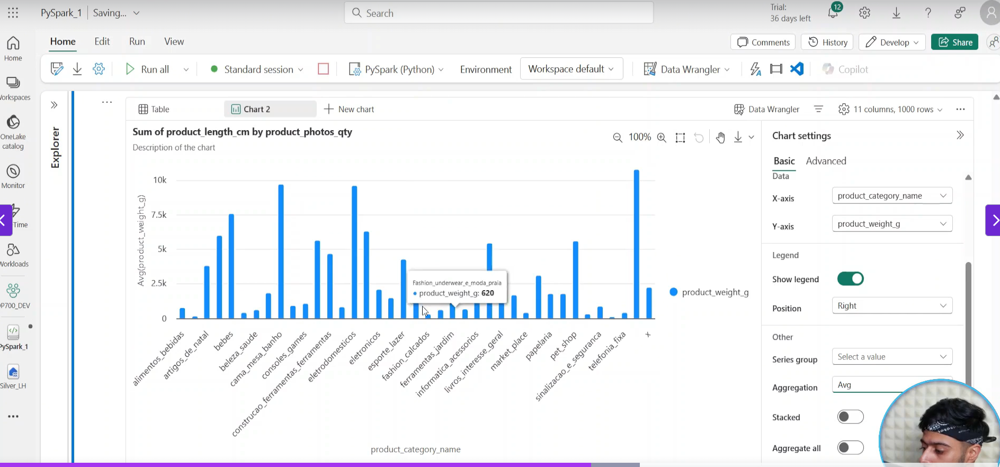 PySpark_1
Saving...
Search
Trial:
36 days left
12
Home
Edit
Run
View
Comments
History
Develop
Share
Run all
Standard session
PySpark (Python)
Environment
Workspace default
Data Wrangler
Copilot
Home
orkspaces
OneLake
catalog
Monitor
Time
Workloads
P700_DEV
PySpark_1
Silver_LH
Explorer
Table
Chart 2
New chart
Data Wrangler
11 columns, 1000 rows
Sum of product_length_cm by product_photos_qty
Description of the chart
100%
Avg(product_weight_g)
10k
7.5k
5k
2.5k
0
Fashion_underwear_e_moda_praia
product_weight_g: 620
product_weight_g
alimentos_bebidas
artigos_de_natal
bebes
beleza_saude
cama_mesa_banho
consoles_games
construcao_ferramentas_ferramentas
eletrodomesticos
eletronicos
esporte_lazer
fashion_calcados
ferramentas_jardim
informatica_acessorios
livros_interesse_geral
market_place
papelaria
pet_shop
sinalizacao_e_seguranca
telefonia_fixa
x
product_category_name
Chart settings
Basic
Advanced
Data
X-axis
product_category_name
Y-axis
product_weight_g
Legend
Show legend
Position
Right
Other
Series group
Select a value
Aggregation
Avg
Stacked
Aggregate all